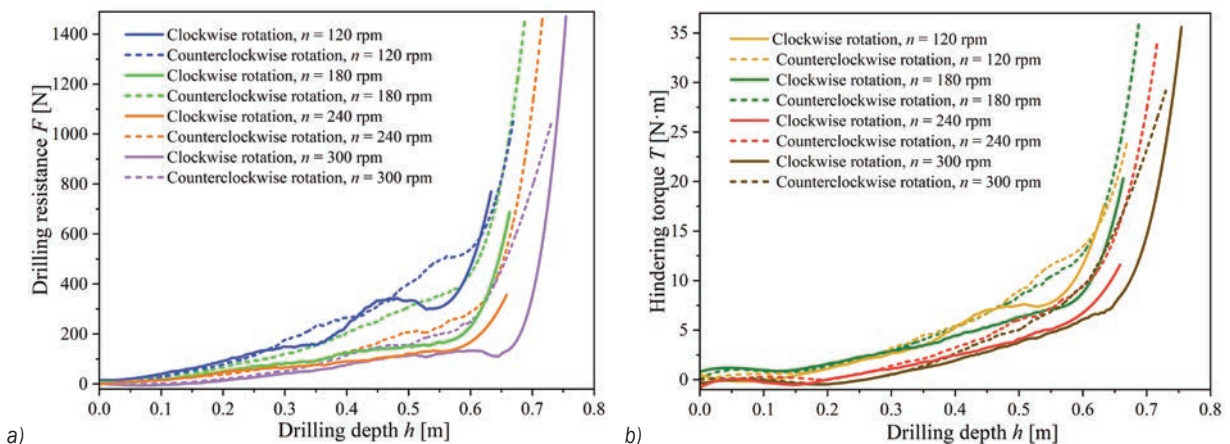 1400
1200
1000
800
600
400
200
0
Drilling resistance F [N]
Clockwise rotation, n = 120 rpm
Counterclockwise rotation, n = 120 rpm
Clockwise rotation, n = 180 rpm
Counterclockwise rotation, n = 180 rpm
Clockwise rotation, n = 240 rpm
Counterclockwise rotation, n = 240 rpm
Clockwise rotation, n = 300 rpm
Counterclockwise rotation, n = 300 rpm
0.0 0.1 0.2 0.3 0.4 0.5 0.6 0.7 0.8
Drilling depth h [m]
a)
35
30
25
20
15
10
5
0
Hindering torque T [N·m]
Clockwise rotation, n = 120 rpm
Counterclockwise rotation, n = 120 rpm
Clockwise rotation, n = 180 rpm
Counterclockwise rotation, n = 180 rpm
Clockwise rotation, n = 240 rpm
Counterclockwise rotation, n = 240 rpm
Clockwise rotation, n = 300 rpm
Counterclockwise rotation, n = 300 rpm
0.0 0.1 0.2 0.3 0.4 0.5 0.6 0.7 0.8
Drilling depth h [m]
b)